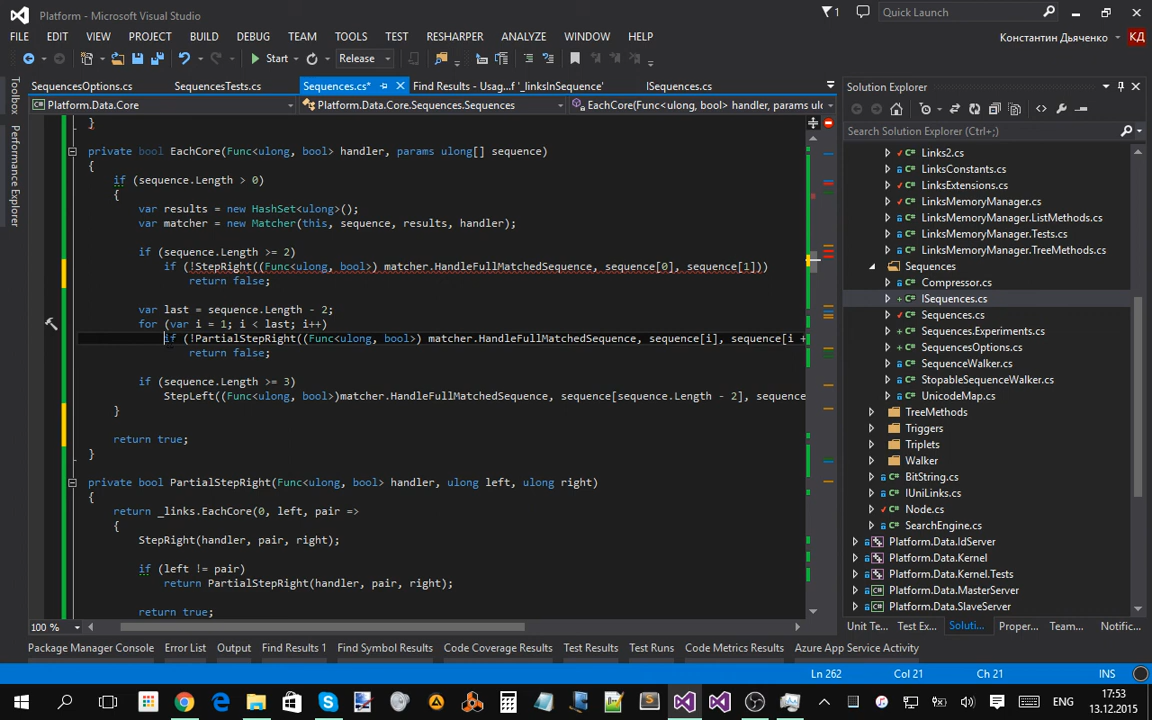 Platform - Microsoft Visual Studio
1
Quick Launch
FILE EDIT VIEW PROJECT BUILD DEBUG TEAM TOOLS TEST RESHARPER ANALYZE WINDOW HELP
Константин Дьяченко
КД
Start
Release
SequencesOptions.cs
SequencesTests.cs
Sequences.cs*
Find Results - Usag...f '_linksInSequence'
ISequences.cs
Platform.Data.Core
Platform.Data.Core.Sequences.Sequences
EachCore(Func<ulong, bool> handler, params ul
Toolbox
Performance Explorer
}
private bool EachCore(Func<ulong, bool> handler, params ulong[] sequence)
{
if (sequence.Length > 0)
{
var results = new HashSet<ulong>();
var matcher = new Matcher(this, sequence, results, handler);
if (sequence.Length >= 2)
if (!StepRight((Func<ulong, bool>) matcher.HandleFullMatchedSequence, sequence[0], sequence[1]))
return false;
var last = sequence.Length - 2;
for (var i = 1; i < last; i++)
if (!PartialStepRight((Func<ulong, bool>) matcher.HandleFullMatchedSequence, sequence[i], sequence[i +
return false;
if (sequence.Length >= 3)
StepLeft((Func<ulong, bool>)matcher.HandleFullMatchedSequence, sequence[sequence.Length - 2], sequence
}
return true;
}
private bool PartialStepRight(Func<ulong, bool> handler, ulong left, ulong right)
{
return _links.EachCore(0, left, pair =>
{
StepRight(handler, pair, right);
if (left != pair)
return PartialStepRight(handler, pair, right);
return true;
100 %
Solution Explorer
Search Solution Explorer (Ctrl+;)
Links2.cs
LinksConstants.cs
LinksExtensions.cs
LinksMemoryManager.cs
LinksMemoryManager.ListMethods.cs
LinksMemoryManager.Tests.cs
LinksMemoryManager.TreeMethods.cs
Sequences
Compressor.cs
ISequences.cs
Sequences.cs
Sequences.Experiments.cs
SequencesOptions.cs
SequenceWalker.cs
StopableSequenceWalker.cs
UnicodeMap.cs
TreeMethods
Triggers
Triplets
Walker
BitString.cs
IUniLinks.cs
Node.cs
SearchEngine.cs
Platform.Data.IdServer
Platform.Data.Kernel
Platform.Data.Kernel.Tests
Platform.Data.MasterServer
Platform.Data.SlaveServer
Unit Te... Test Ex... Soluti... Proper... Team... Notific...
Package Manager Console Error List Output Find Results 1 Find Symbol Results Code Coverage Results Test Results Test Runs Code Metrics Results Azure App Service Activity
Ln 262 Col 21 Ch 21 INS
ENG
17:53
13.12.2015